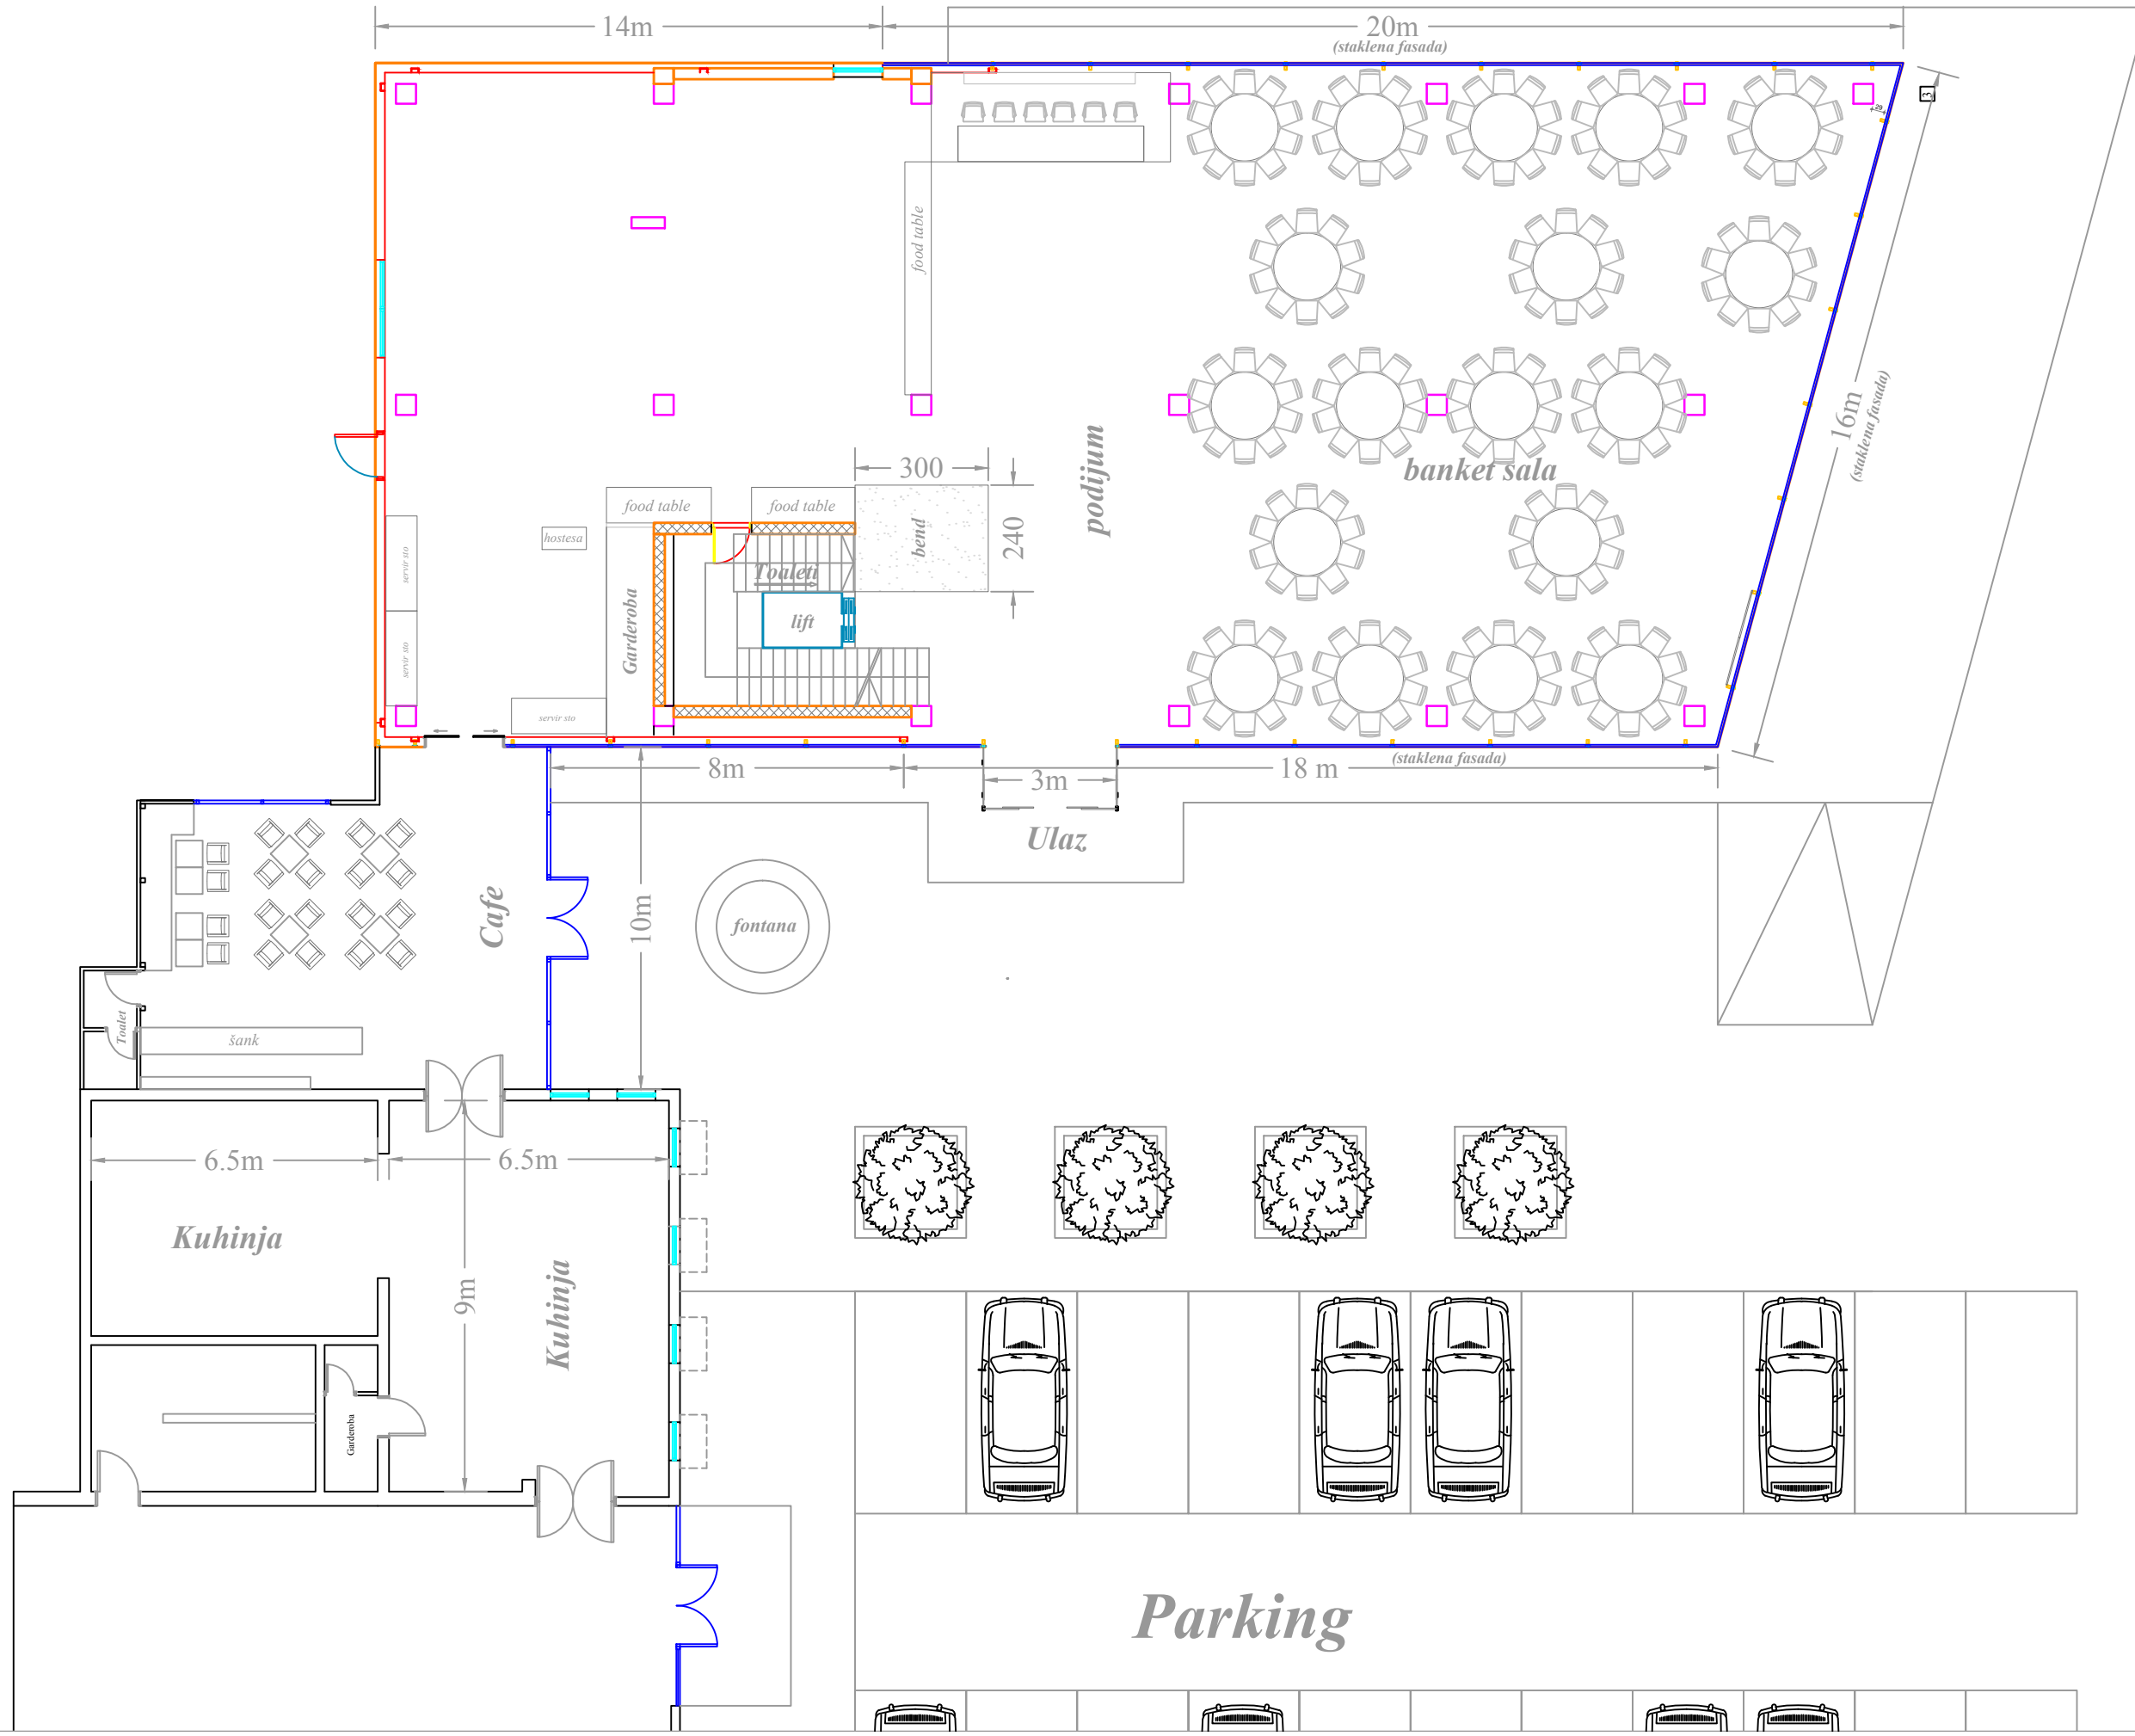 14m
20m
(staklena fasada)
3
29
food table
16m
(staklena fasada)
podijum
banket sala
300
240
bend
food table
food table
hostesa
servir sto
servir sto
servir sto
Garderoba
Toaleti
lift
8m
3m
18 m
(staklena fasada)
Ulaz
Cafe
10m
fontana
Toalet
šank
6.5m
6.5m
Kuhinja
Kuhinja
9m
Garderoba
Parking